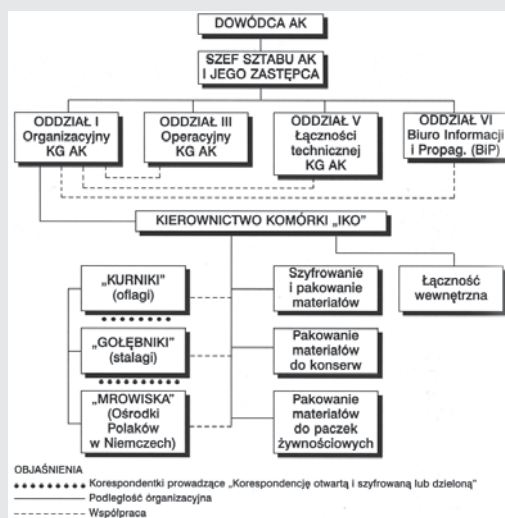 DOWÓDCA AK
SZEF SZTABU AK
I JEGO ZASTĘPCA
ODDZIAŁ I
Organizacyjny
KG AK
ODDZIAŁ III
Operacyjny
KG AK
ODDZIAŁ V
Łączności
technicznej
KG AK
ODDZIAŁ VI
Biuro Informacji
i Propag. (BiP)
KIEROWNICTWO KOMÓRKI „IKO”
„KURNIKI”
(oflagi)
Szyfrowanie
i pakowanie
materiałów
Łączność
wewnętrzna
„GOŁĘBNIKI”
(stalagi)
Pakowanie
materiałów
do konserw
„MROWISKA”
(Ośrodki
Polaków
w Niemczech)
Pakowanie
materiałów
do paczek
żywnościowych
OBJAŚNIENIA
Korespondentki prowadzące „Korespondencję otwartą i szyfrowaną lub dzieloną”
Podległość organizacyjna
Współpraca